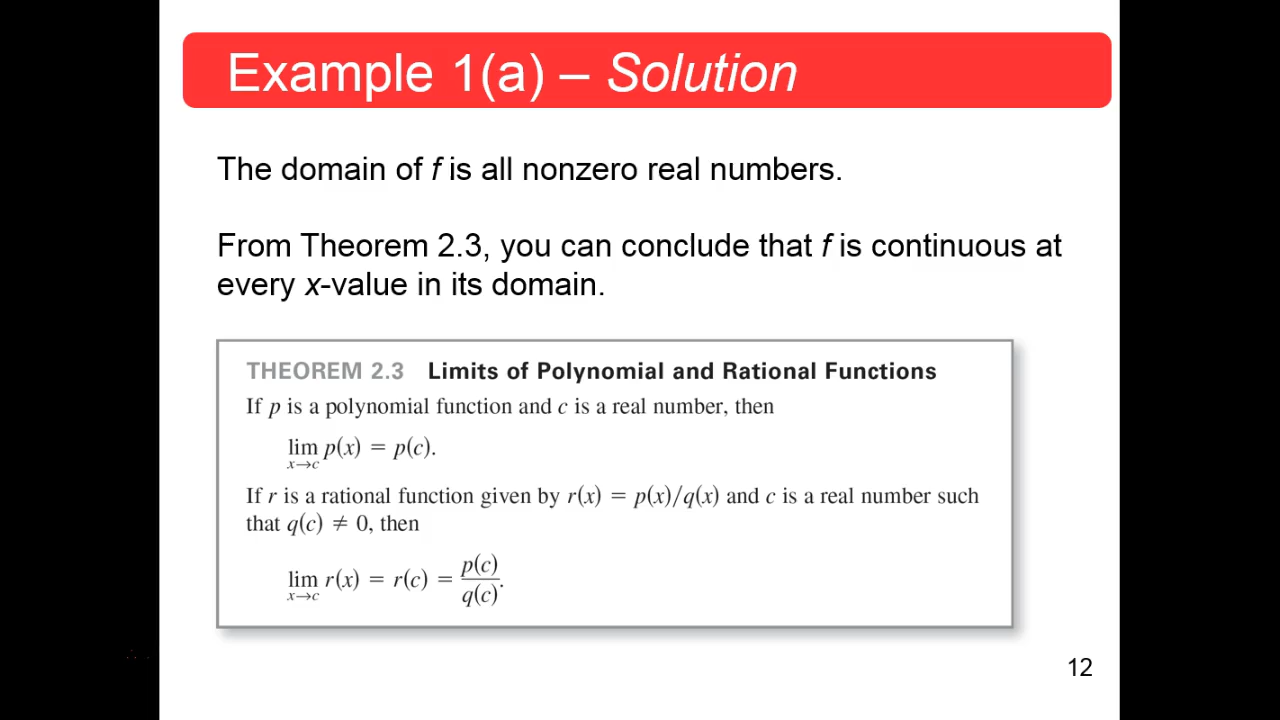 Example 1(a) – Solution
The domain of f is all nonzero real numbers.
From Theorem 2.3, you can conclude that f is continuous at
every x-value in its domain.
THEOREM 2.3 Limits of Polynomial and Rational Functions
If p is a polynomial function and c is a real number, then
lim p(x) = p(c).
x→c
If r is a rational function given by r(x) = p(x)/q(x) and c is a real number such
that q(c) ≠ 0, then
lim r(x) = r(c) = p(c)/q(c).
x→c
12